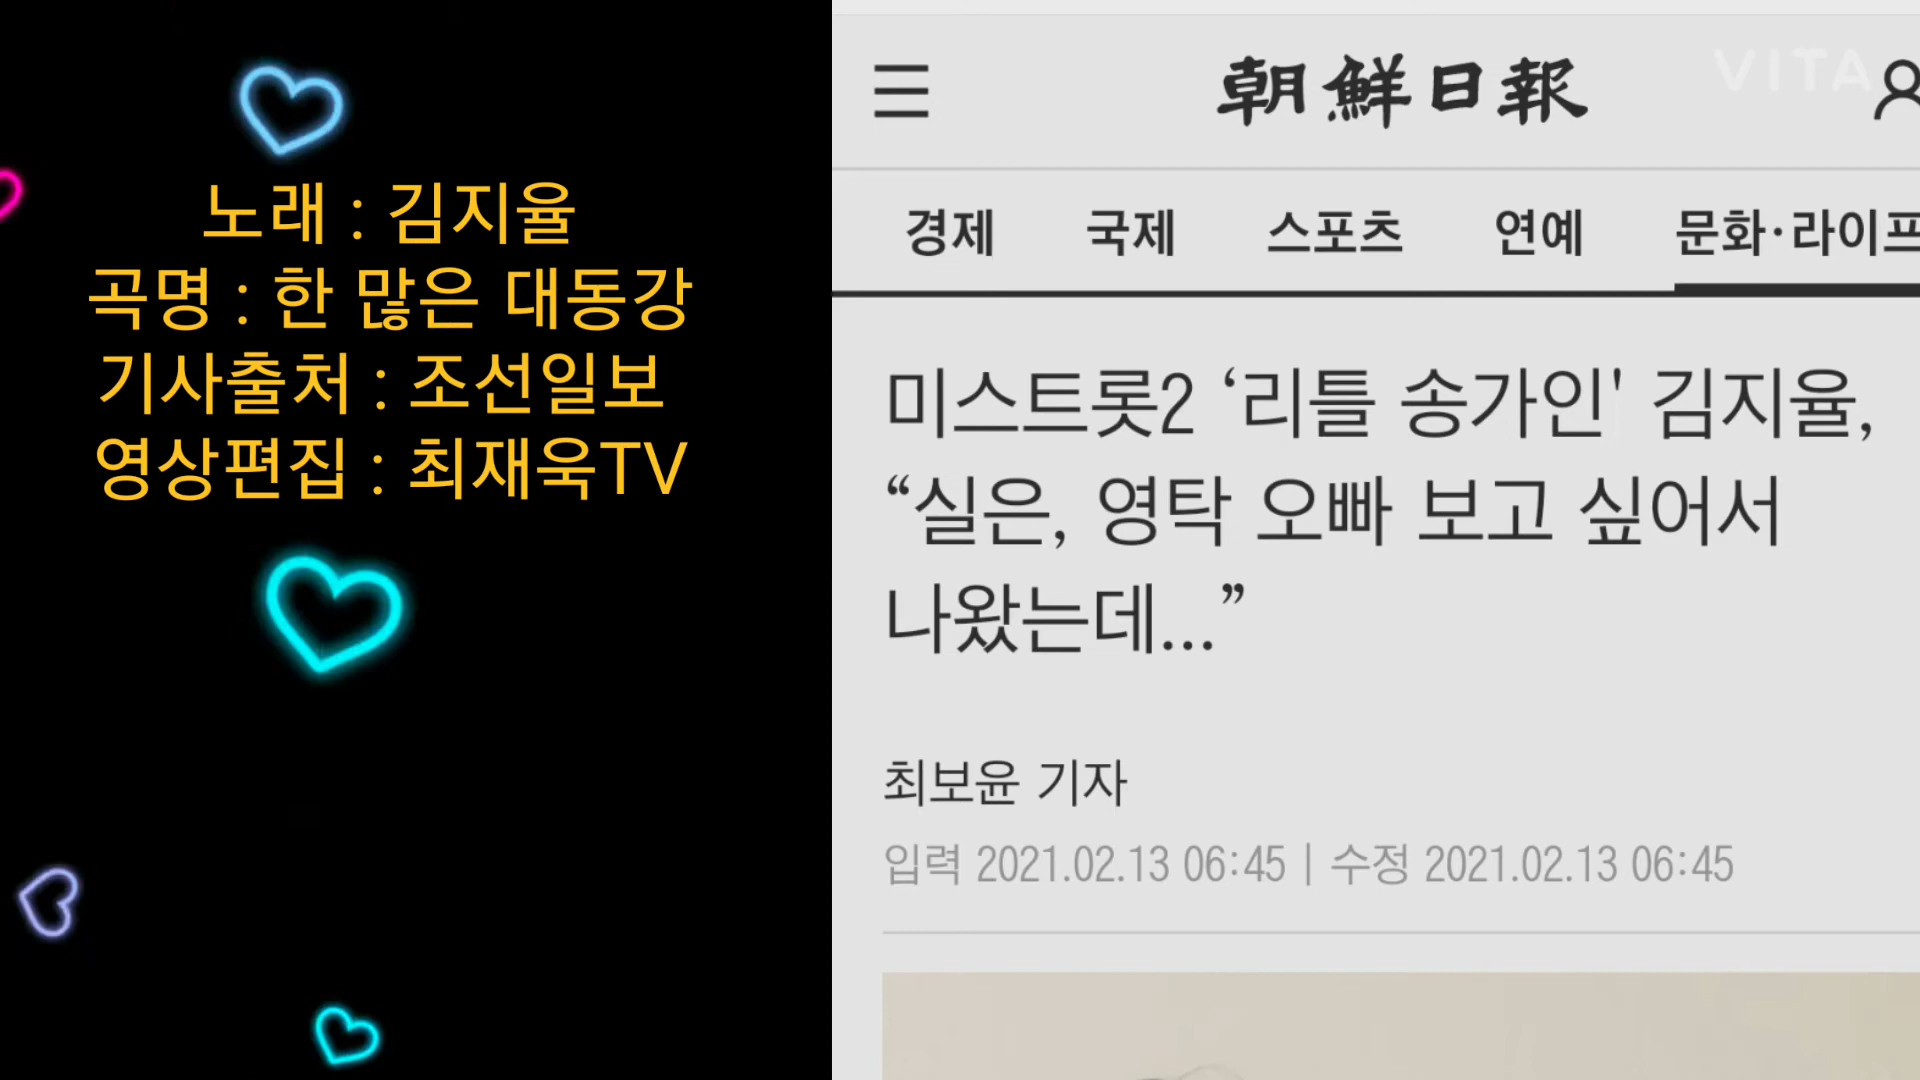 노래 : 김지율
곡명 : 한 많은 대동강
기사출처 : 조선일보
영상편집 : 최재욱TV
VITA
朝鮮日報
경제 국제 스포츠 연예 문화·라이프
미스트롯2 ‘리틀 송가인' 김지율,
“실은, 영탁 오빠 보고 싶어서
나왔는데...”
최보윤 기자
입력 2021.02.13 06:45 | 수정 2021.02.13 06:45